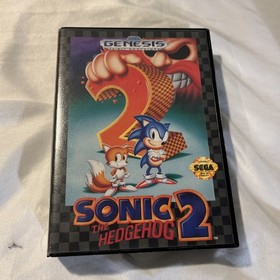 GENESIS
2
SONIC
THE
HEDGEHOG
2
SEGA